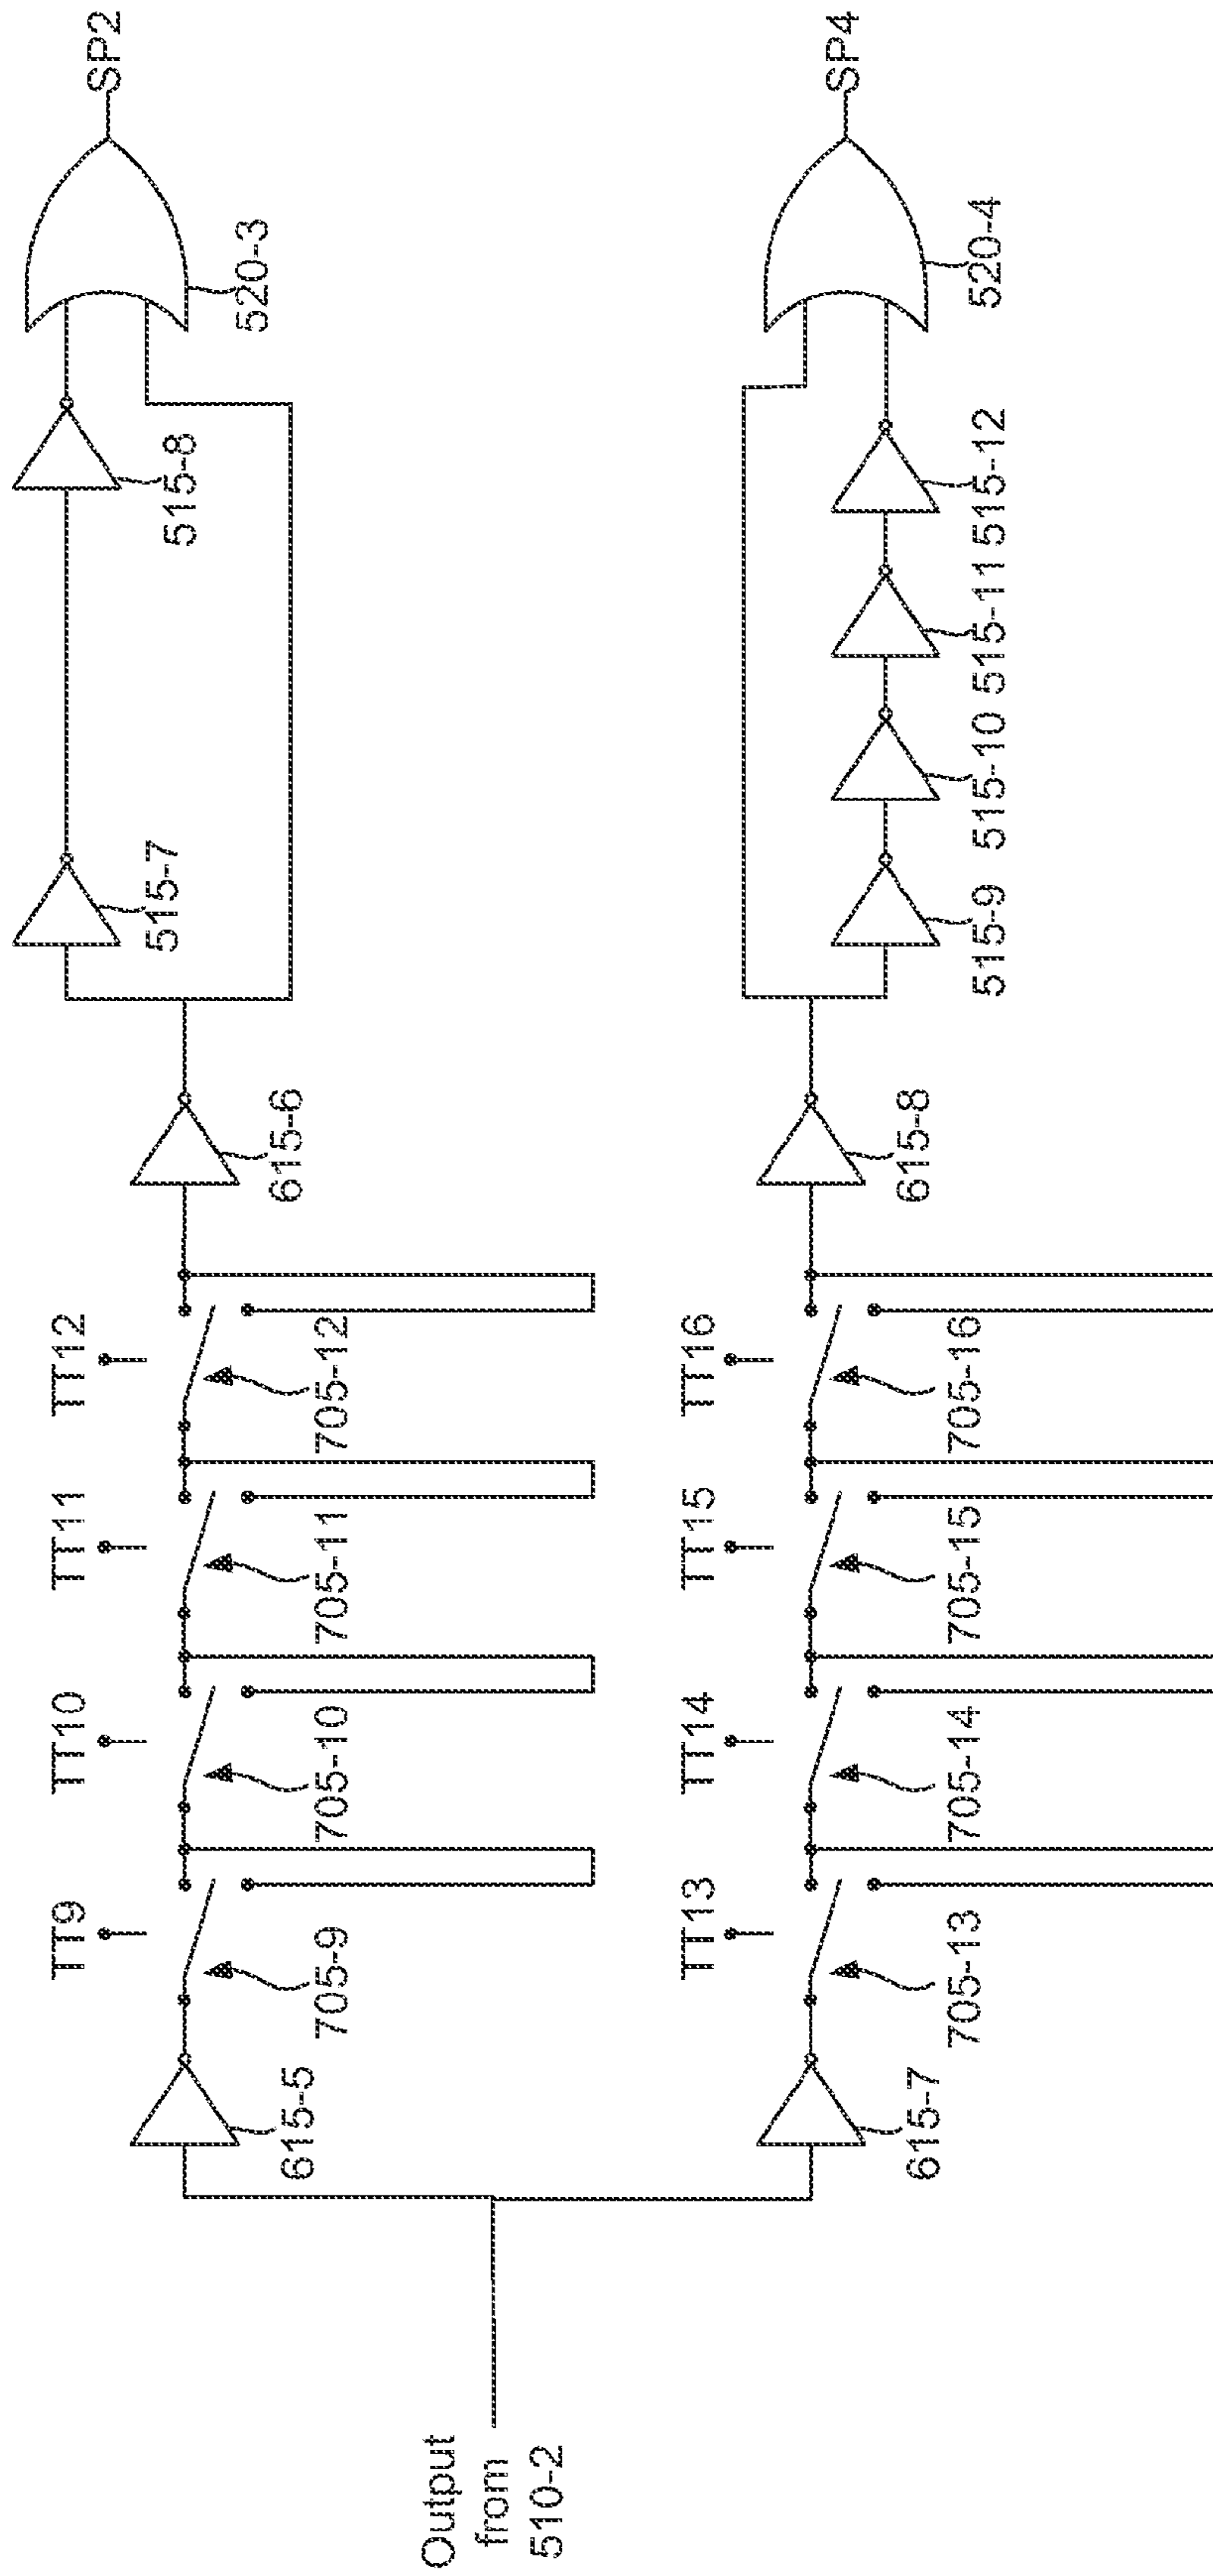 Output
from
510-2
615-5
TT9
705-9
TT10
705-10
TT11
705-11
TT12
705-12
615-6
515-7
515-8
520-3
SP2
615-7
TT13
705-13
TT14
705-14
TT15
705-15
TT16
705-16
615-8
515-9
515-10
515-11
515-12
520-4
SP4